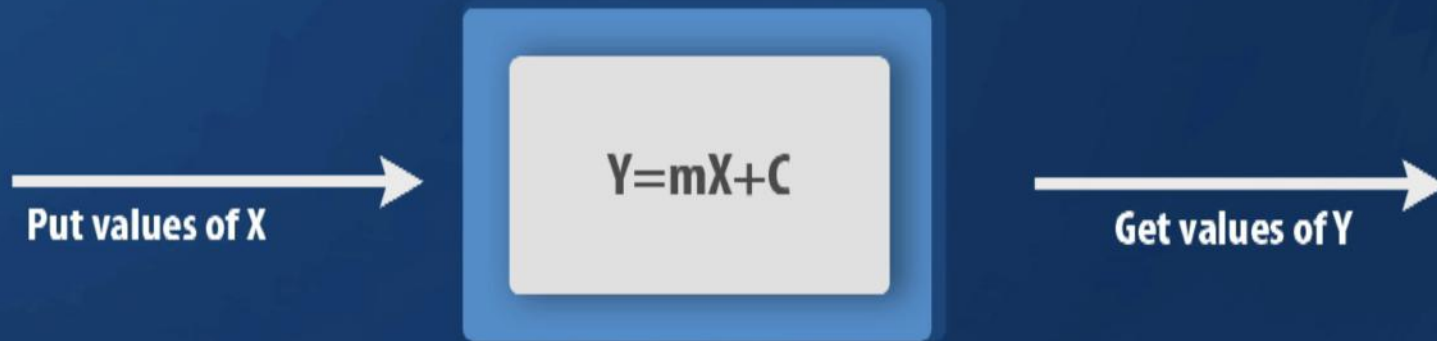 Put values of X
Y=mX+C
Get values of Y